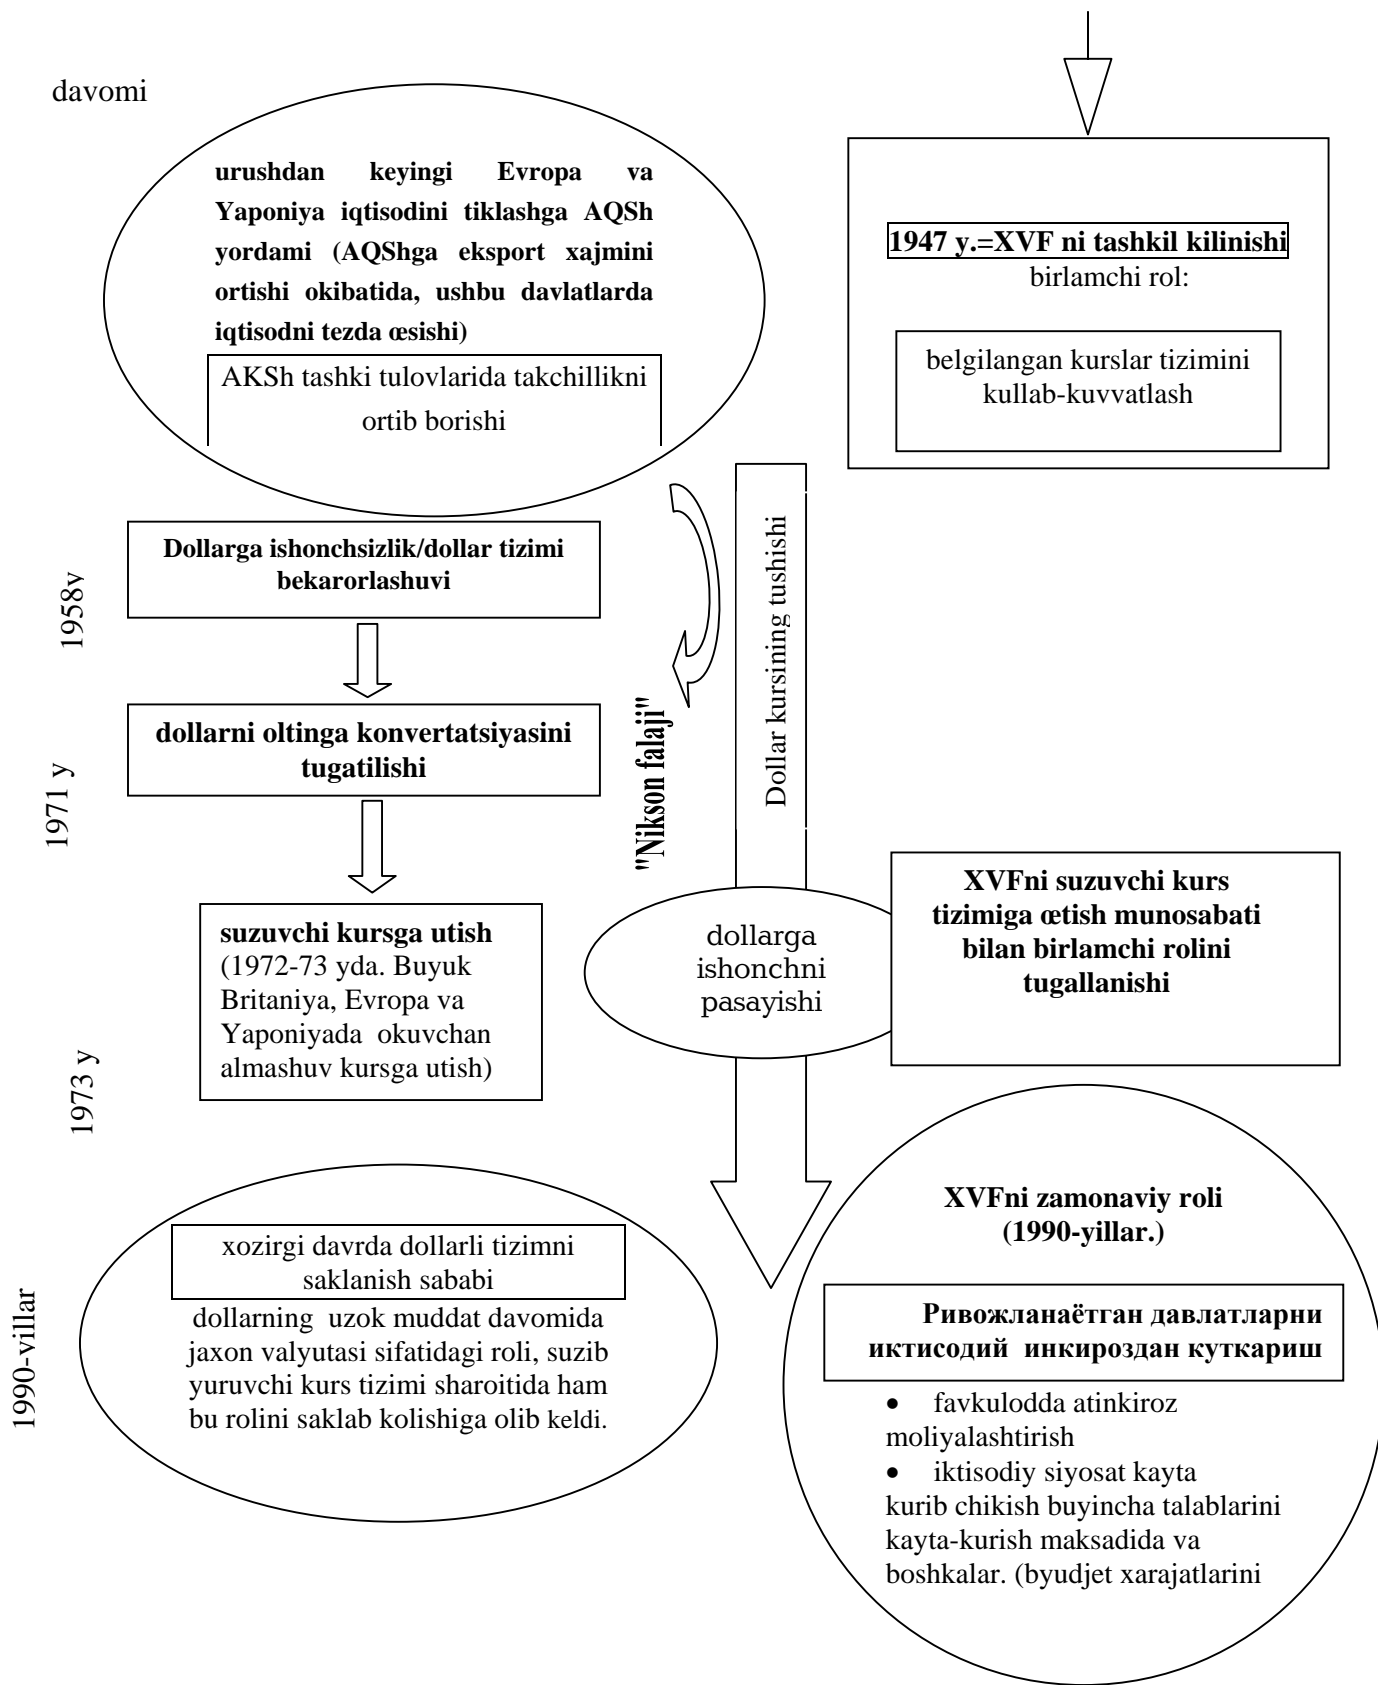 davomi
urushdan keyingi Evropa va
Yaponiya iqtisodini tiklashga AQSh
yordami (AQShga eksport xajmini
ortishi okibatida, ushbu davlatlarda
iqtisodni tezda œsishi)
AKSh tashki tulovlarida takchillikni
ortib borishi
1947 y.=XVF ni tashkil kilinishi
birlamchi rol:
belgilangan kurslar tizimini
kullab-kuvvatlash
1958y
Dollarga ishonchsizlik/dollar tizimi
bekarorlashuvi
1971 y
dollarni oltinga konvertatsiyasini
tugatilishi
"Nikson falaji"
Dollar kursining tushishi
1973 y
suzuvchi kursga utish
(1972-73 yda. Buyuk
Britaniya, Evropa va
Yaponiyada okuvchan
almashuv kursga utish)
dollarga
ishonchni
pasayishi
XVFni suzuvchi kurs
tizimiga œtish munosabati
bilan birlamchi rolini
tugallanishi
1990-yillar
xozirgi davrda dollarli tizimni
saklanish sababi
dollarning uzok muddat davomida
jaxon valyutasi sifatidagi roli, suzib
yuruvchi kurs tizimi sharoitida ham
bu rolini saklab kolishiga olib keldi.
XVFni zamonaviy roli
(1990-yillar.)
Ривожланаётган давлатларни
иктисодий инкироздан куткариш
• favkulodda atinkiroz
moliyalashtirish
• iktisodiy siyosat kayta
kurib chikish buyincha talablarini
kayta-kurish maksadida va
boshkalar. (byudjet xarajatlarini